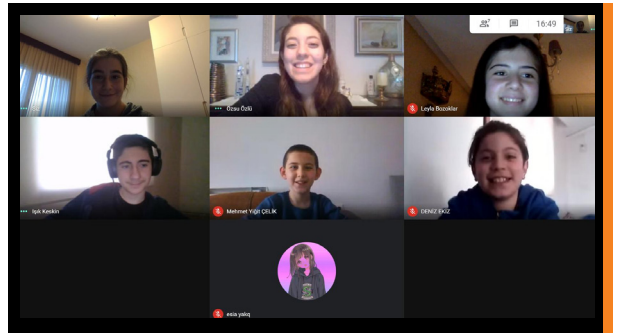 16:49
Özsu Özlü
Leyla Bozoklar
Işık Keskin
Mehmet Yiğit ÇELİK
DENİZ EKİZ